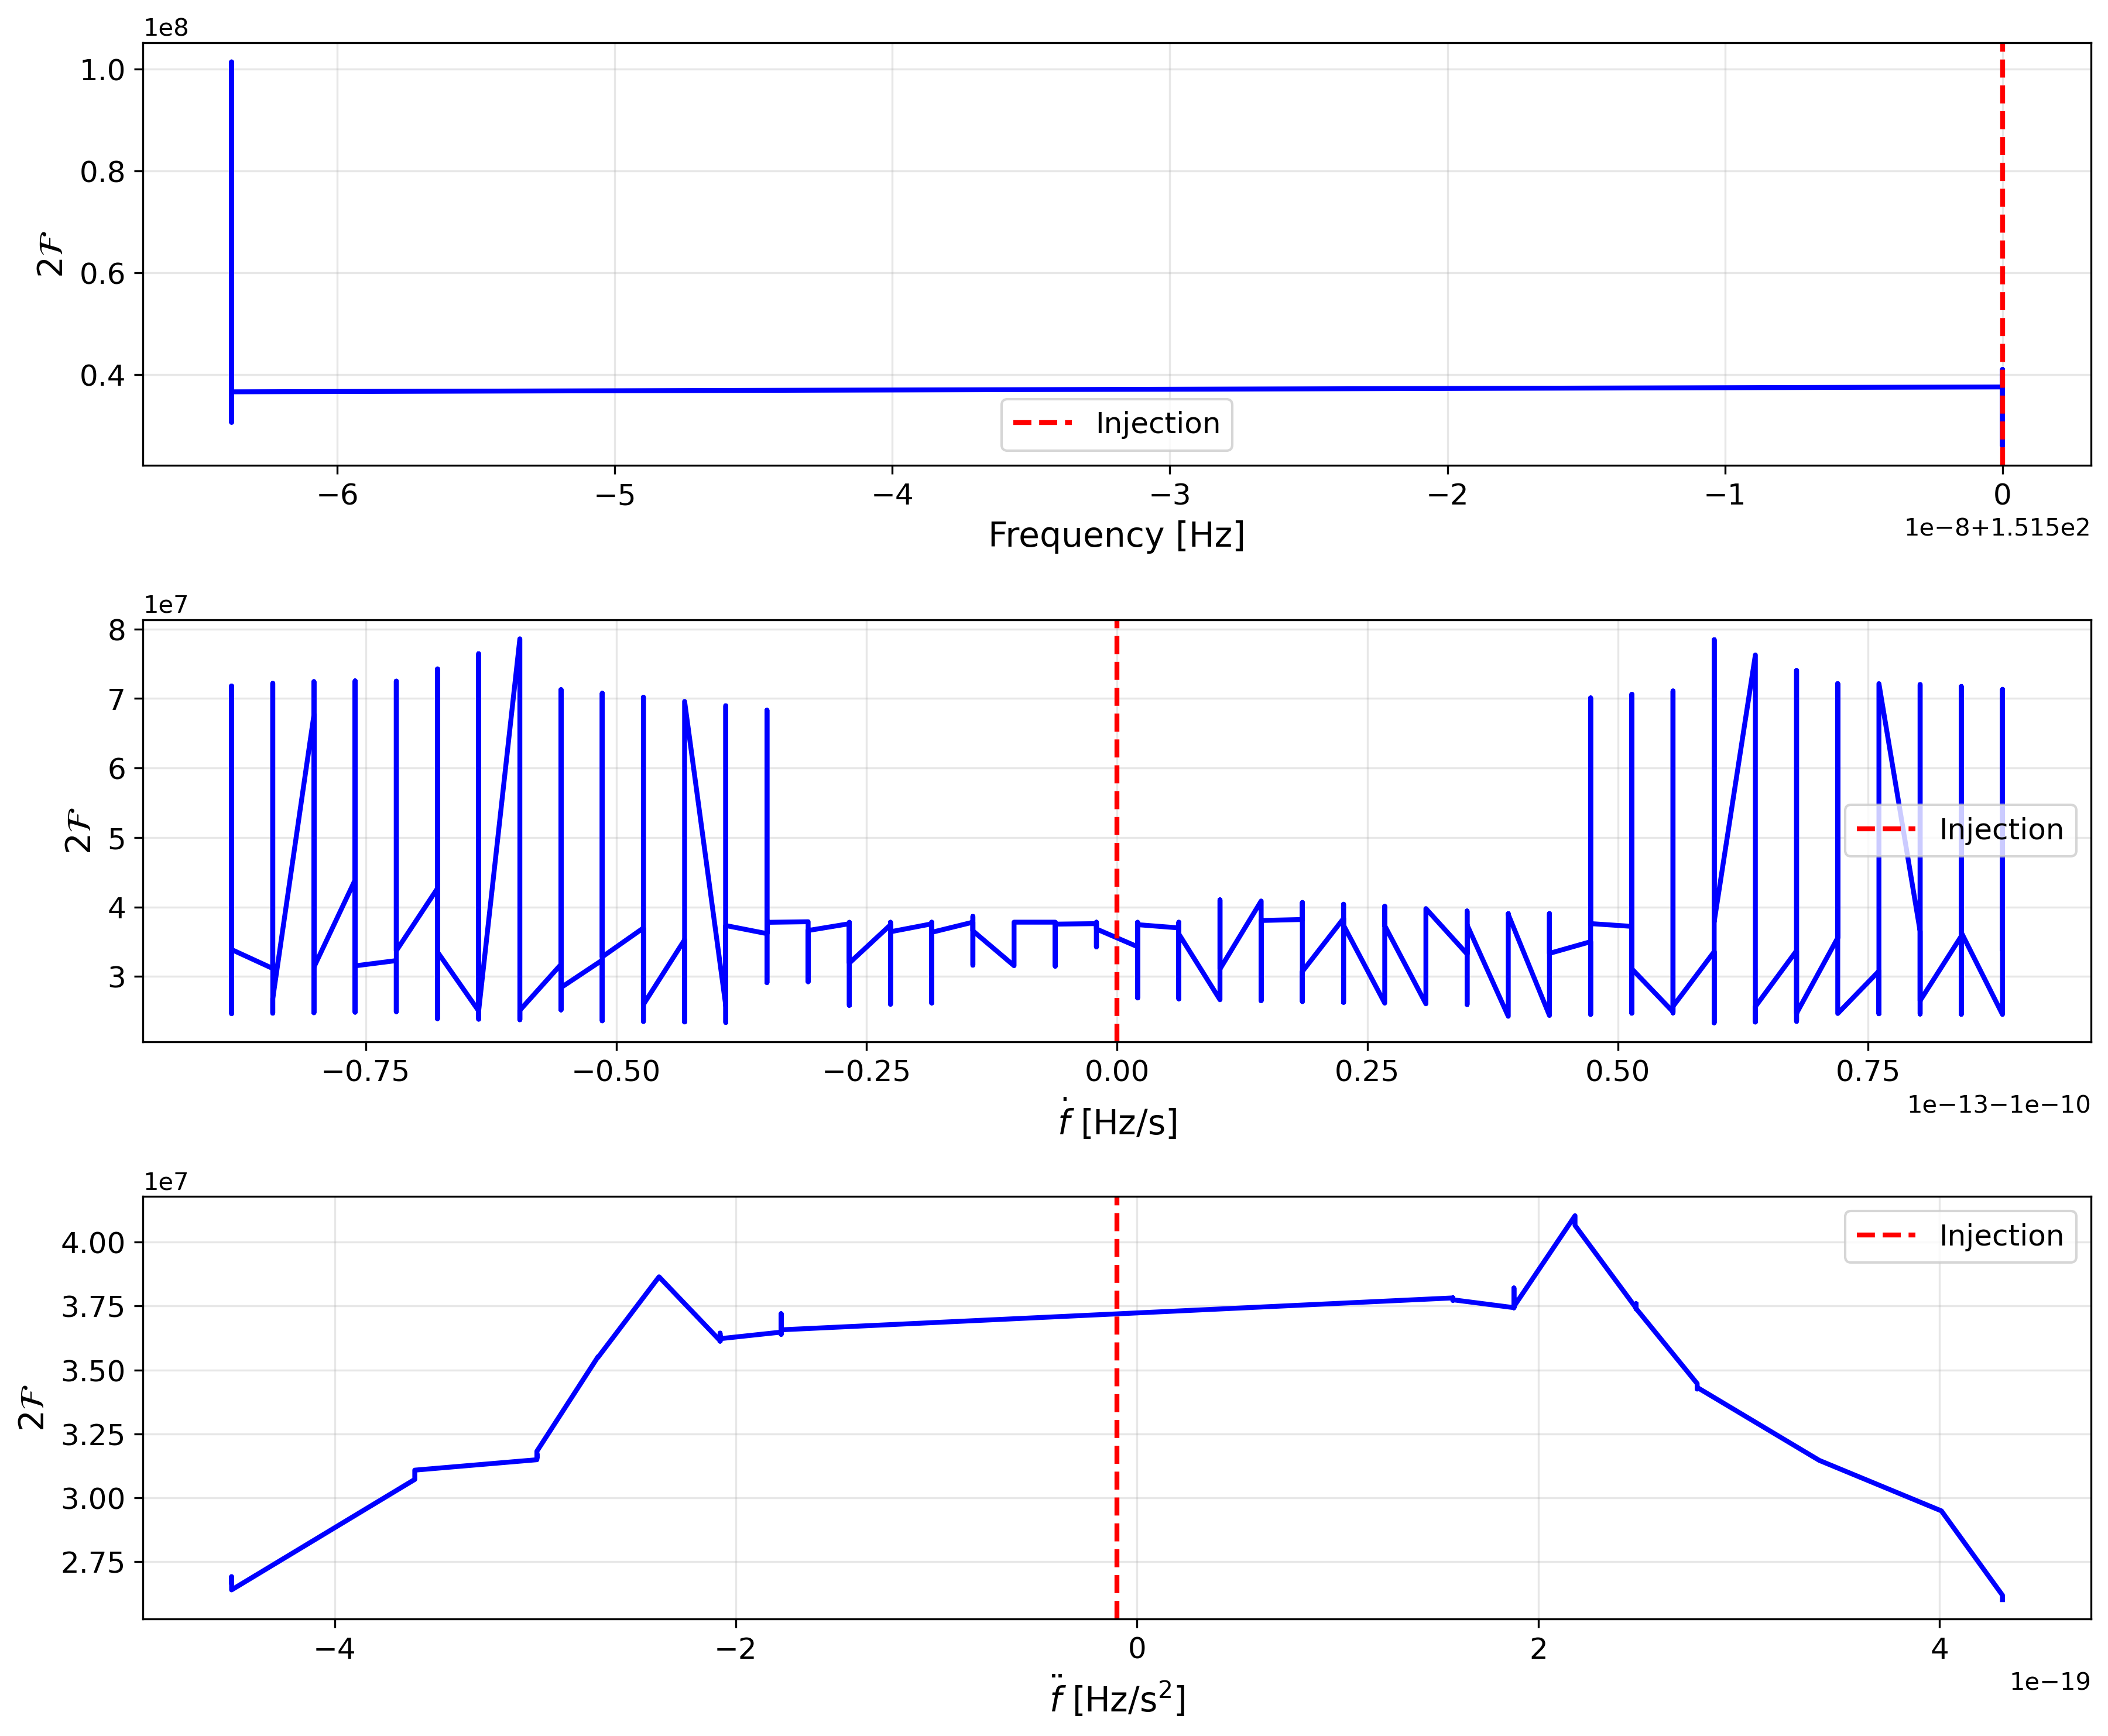 1e8
2ℱ
1.0
0.8
0.6
0.4
Injection
−6 −5 −4 −3 −2 −1 0
Frequency [Hz]
1e−8+1.515e2
1e7
2ℱ
8
7
6
5
4
3
Injection
−0.75 −0.50 −0.25 0.00 0.25 0.50 0.75
ḟ [Hz/s]
1e−13−1e−10
1e7
2ℱ
4.00
3.75
3.50
3.25
3.00
2.75
Injection
−4 −2 0 2 4
f̈ [Hz/s²]
1e−19